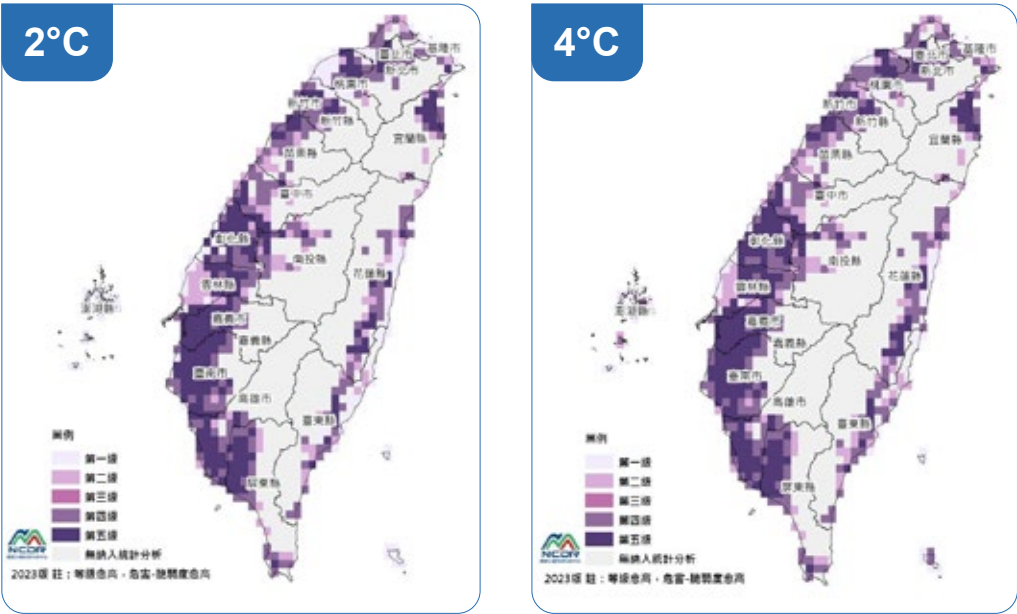 2°C
基隆市
臺北市
新北市
桃園市
新竹市
新竹縣
宜蘭縣
苗栗縣
臺中市
彰化縣
南投縣
花蓮縣
雲林縣
澎湖縣
嘉義市
嘉義縣
臺南市
高雄市
臺東縣
屏東縣
圖例
第一級
第二級
第三級
第四級
第五級
無納入統計分析
NCDR
2023版 註：等級愈高，危害-脆弱度愈高
4°C
基隆市
臺北市
新北市
桃園市
新竹市
新竹縣
宜蘭縣
苗栗縣
臺中市
彰化縣
南投縣
花蓮縣
雲林縣
澎湖縣
嘉義市
嘉義縣
臺南市
高雄市
臺東縣
屏東縣
圖例
第一級
第二級
第三級
第四級
第五級
無納入統計分析
NCDR
2023版 註：等級愈高，危害-脆弱度愈高